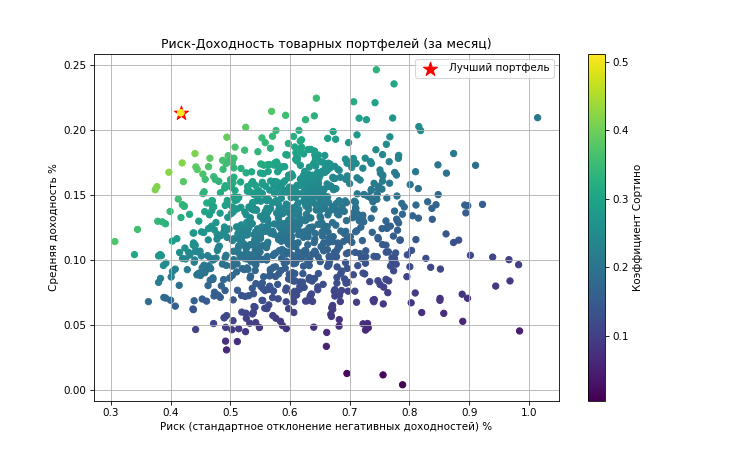 Риск-Доходность товарных портфелей (за месяц)
Лучший портфель
0.25
0.20
0.15
0.10
0.05
0.00
Средняя доходность %
0.3 0.4 0.5 0.6 0.7 0.8 0.9 1.0
Риск (стандартное отклонение негативных доходностей) %
0.5
0.4
0.3
0.2
0.1
Коэффициент Сортино